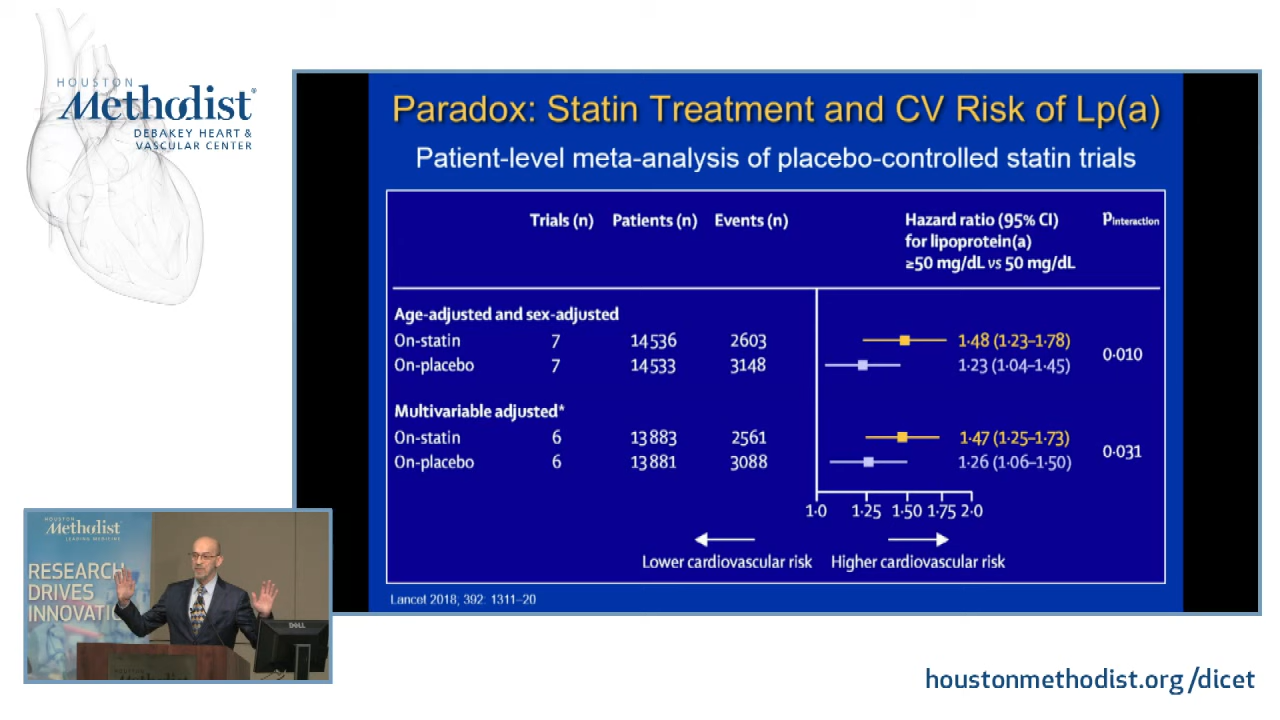 HOUSTON
Methodist®
DEBAKEY HEART &
VASCULAR CENTER
Paradox: Statin Treatment and CV Risk of Lp(a)
Patient-level meta-analysis of placebo-controlled statin trials
Trials (n) Patients (n) Events (n) Hazard ratio (95% CI) Pinteraction
for lipoprotein(a)
≥50 mg/dL vs 50 mg/dL
Age-adjusted and sex-adjusted
On-statin 7 14536 2603 1·48 (1·23–1·78)
0·010
On-placebo 7 14533 3148 1·23 (1·04–1·45)
Multivariable adjusted*
On-statin 6 13883 2561 1·47 (1·25–1·73)
0·031
On-placebo 6 13881 3088 1·26 (1·06–1·50)
1·0 1·25 1·50 1·75 2·0
Lower cardiovascular risk Higher cardiovascular risk
Lancet 2018; 392: 1311–20
HOUSTON
Methodist
LEADING MEDICINE
RESEARCH
DRIVES
INNOVATI
DELL
Methodist
houstonmethodist.org/dicet